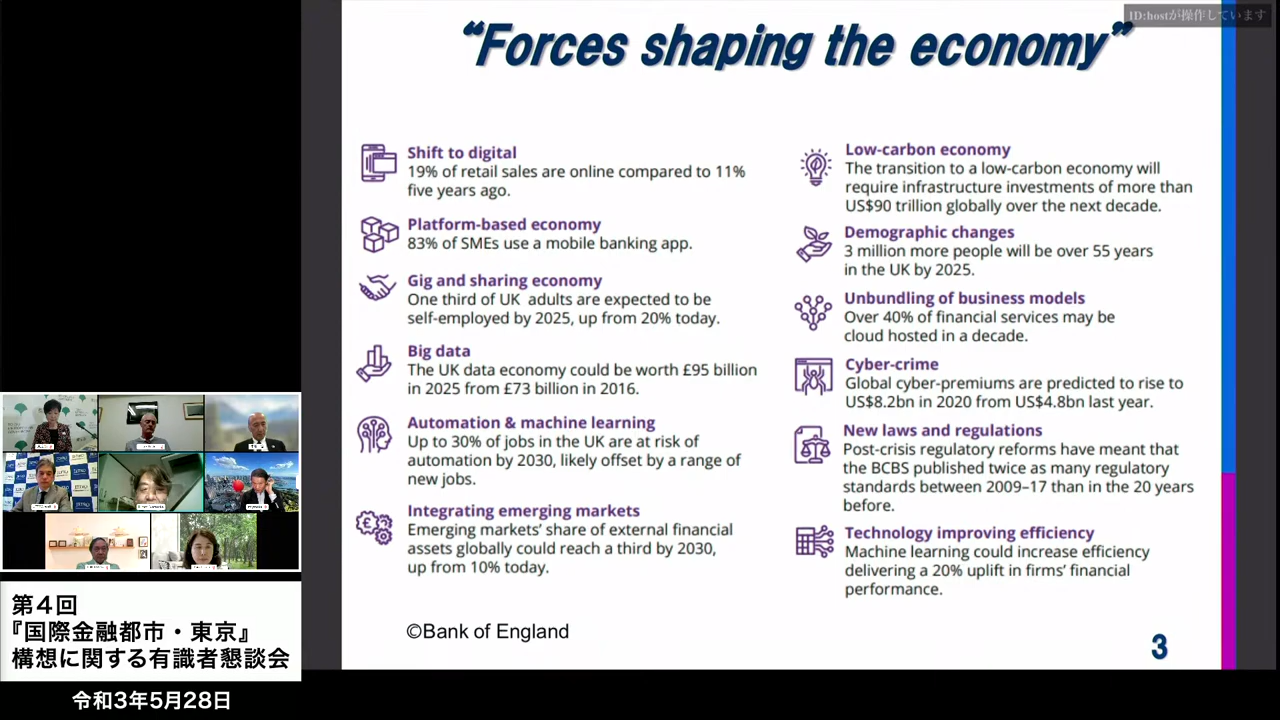 ID:hostが操作しています
“Forces shaping the economy”
Shift to digital
19% of retail sales are online compared to 11%
five years ago.
Platform-based economy
83% of SMEs use a mobile banking app.
Gig and sharing economy
One third of UK adults are expected to be
self-employed by 2025, up from 20% today.
Big data
The UK data economy could be worth £95 billion
in 2025 from £73 billion in 2016.
Automation & machine learning
Up to 30% of jobs in the UK are at risk of
automation by 2030, likely offset by a range of
new jobs.
Integrating emerging markets
Emerging markets’ share of external financial
assets globally could reach a third by 2030,
up from 10% today.
Low-carbon economy
The transition to a low-carbon economy will
require infrastructure investments of more than
US$90 trillion globally over the next decade.
Demographic changes
3 million more people will be over 55 years
in the UK by 2025.
Unbundling of business models
Over 40% of financial services may be
cloud hosted in a decade.
Cyber-crime
Global cyber-premiums are predicted to rise to
US$8.2bn in 2020 from US$4.8bn last year.
New laws and regulations
Post-crisis regulatory reforms have meant that
the BCBS published twice as many regulatory
standards between 2009–17 than in the 20 years
before.
Technology improving efficiency
Machine learning could increase efficiency
delivering a 20% uplift in firms’ financial
performance.
©Bank of England
3
第4回
『国際金融都市・東京』
構想に関する有識者懇談会
令和3年5月28日